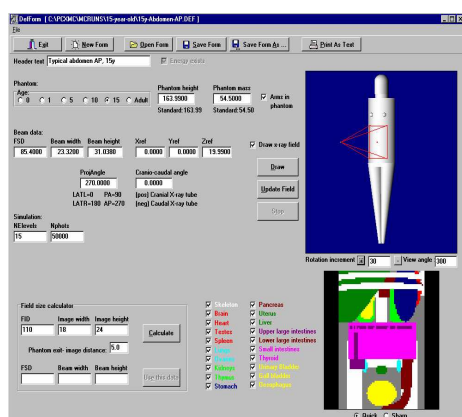 DefForm [ C:\PCXMC\MCRUNS\15-year-old\15y-Abdomen-AP.DEF ]
File
Exit New Form Open Form Save Form Save Form As ... Print As Text
Header text Typical abdomen AP, 15y Energy exists
Phantom:
Age:
0 1 5 10 15 Adult
Phantom height Phantom mass
163.9900 54.5000 Arms in phantom
Standard: 163.99 Standard: 54.50
Beam data:
FSD Beam width Beam height Xref Yref Zref
85.4000 23.3200 31.0380 0.0000 0.0000 19.9900
Draw x-ray field
Draw
ProjAngle Cranio-caudal angle
270.0000 0.0000
Update Field
LATL=0 PA=90 (pos) Cranial X-ray tube
LATR=180 AP=270 (neg) Caudal X-ray tube
Stop
Simulation:
NElevels Nphots
15 50000
Rotation increment 30 View angle 300
Field size calculator
FID Image width Image height
110 18 24 Calculate
Phantom exit- image distance: 5.0
FSD Beam width Beam height
Use this data
Skeleton
Brain
Heart
Testes
Spleen
Lungs
Ovaries
Kidneys
Thymus
Stomach
Pancreas
Uterus
Liver
Upper large intestines
Lower large intestines
Small intestines
Thyroid
Urinary bladder
Gall bladder
Oesophagus
Quick Sharp